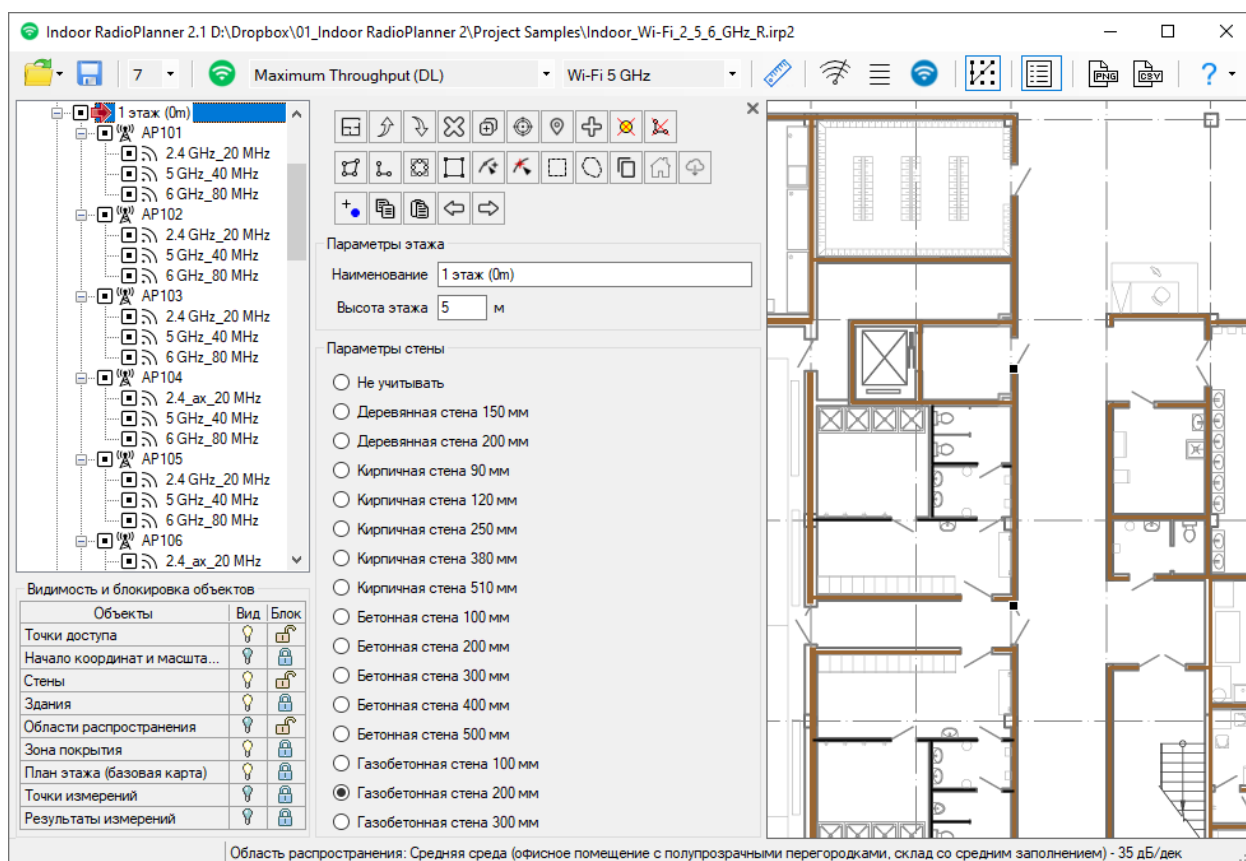 Indoor RadioPlanner 2.1 D:\Dropbox\01_Indoor RadioPlanner 2\Project Samples\Indoor_Wi-Fi_2_5_6_GHz_R.irp2
7
Maximum Throughput (DL)
Wi-Fi 5 GHz
PNG
CSV
?
1 этаж (0m)
AP101
2.4 GHz_20 MHz
5 GHz_40 MHz
6 GHz_80 MHz
AP102
2.4 GHz_20 MHz
5 GHz_40 MHz
6 GHz_80 MHz
AP103
2.4 GHz_20 MHz
5 GHz_40 MHz
6 GHz_80 MHz
AP104
2.4_ax_20 MHz
5 GHz_40 MHz
6 GHz_80 MHz
AP105
2.4 GHz_20 MHz
5 GHz_40 MHz
6 GHz_80 MHz
AP106
2.4_ax_20 MHz
Видимость и блокировка объектов
Объекты Вид Блок
Точки доступа
Начало координат и масшта...
Стены
Здания
Области распространения
Зона покрытия
План этажа (базовая карта)
Точки измерений
Результаты измерений
Параметры этажа
Наименование 1 этаж (0m)
Высота этажа 5 м
Параметры стены
Не учитывать
Деревянная стена 150 мм
Деревянная стена 200 мм
Кирпичная стена 90 мм
Кирпичная стена 120 мм
Кирпичная стена 250 мм
Кирпичная стена 380 мм
Кирпичная стена 510 мм
Бетонная стена 100 мм
Бетонная стена 200 мм
Бетонная стена 300 мм
Бетонная стена 400 мм
Бетонная стена 500 мм
Газобетонная стена 100 мм
Газобетонная стена 200 мм
Газобетонная стена 300 мм
Область распространения: Средняя среда (офисное помещение с полупрозрачными перегородками, склад со средним заполнением) - 35 дБ/дек